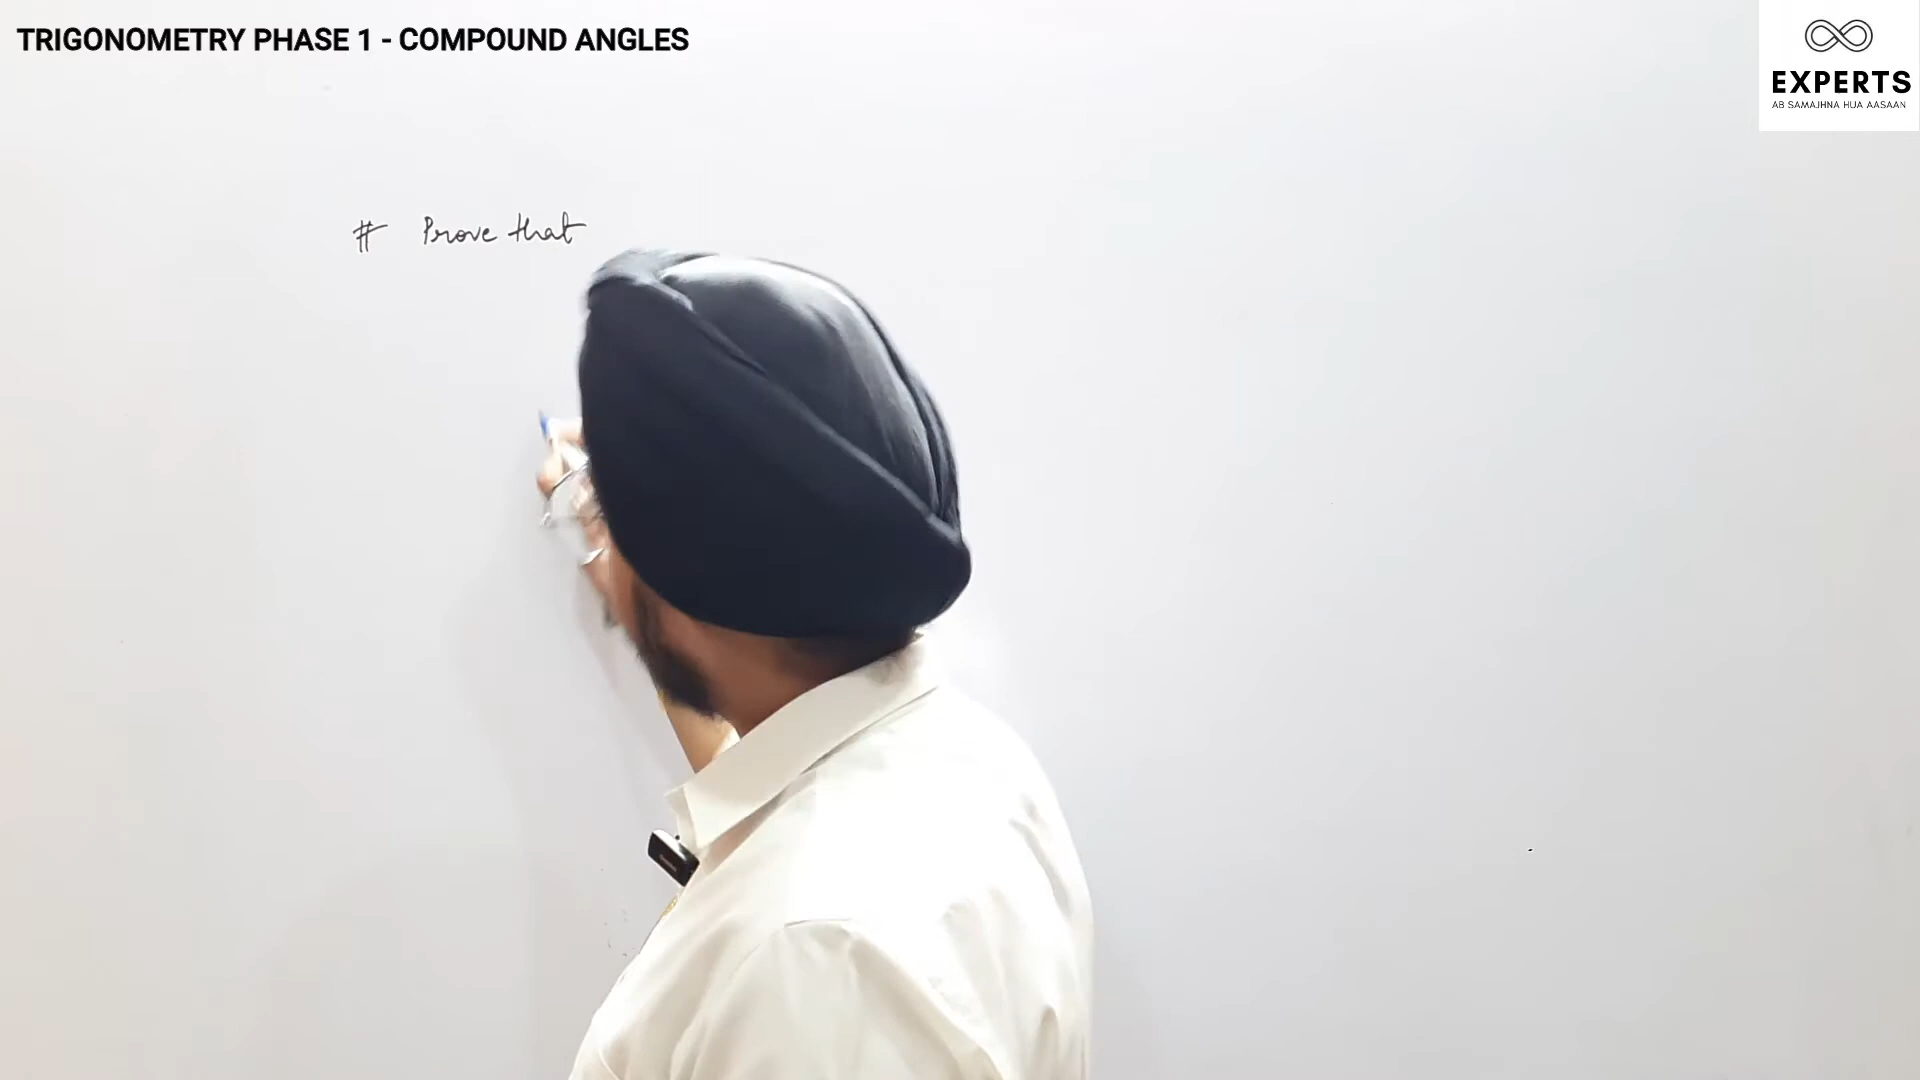 TRIGONOMETRY PHASE 1 - COMPOUND ANGLES
EXPERTS
AB SAMAJHNA HUA AASAAN
# Prove that